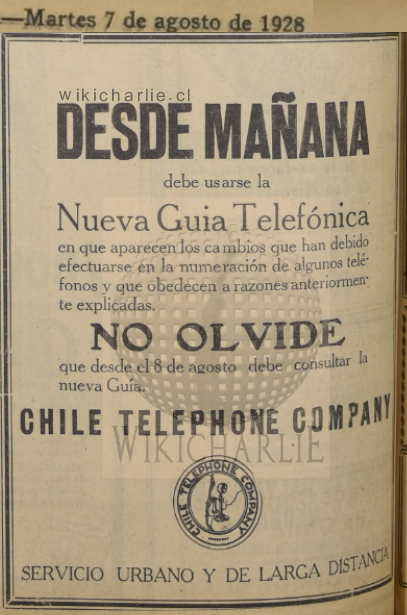 —Martes 7 de agosto de 1928
wikicharlie.cl
DESDE MAÑANA
debe usarse la
Nueva Guia Telefónica
en que aparecen los cambios que han debido
efectuarse en la numeración de algunos telé-
fonos y que obedecen a razones anteriormen-
te explicadas.
NO OLVIDE
que desde el 8 de agosto debe consultar la
nueva Guía.
CHILE TELEPHONE COMPANY
WIKICHARLIE
CHILE TELEPHONE COMPANY
SERVICIO URBANO Y DE LARGA DISTANCIA